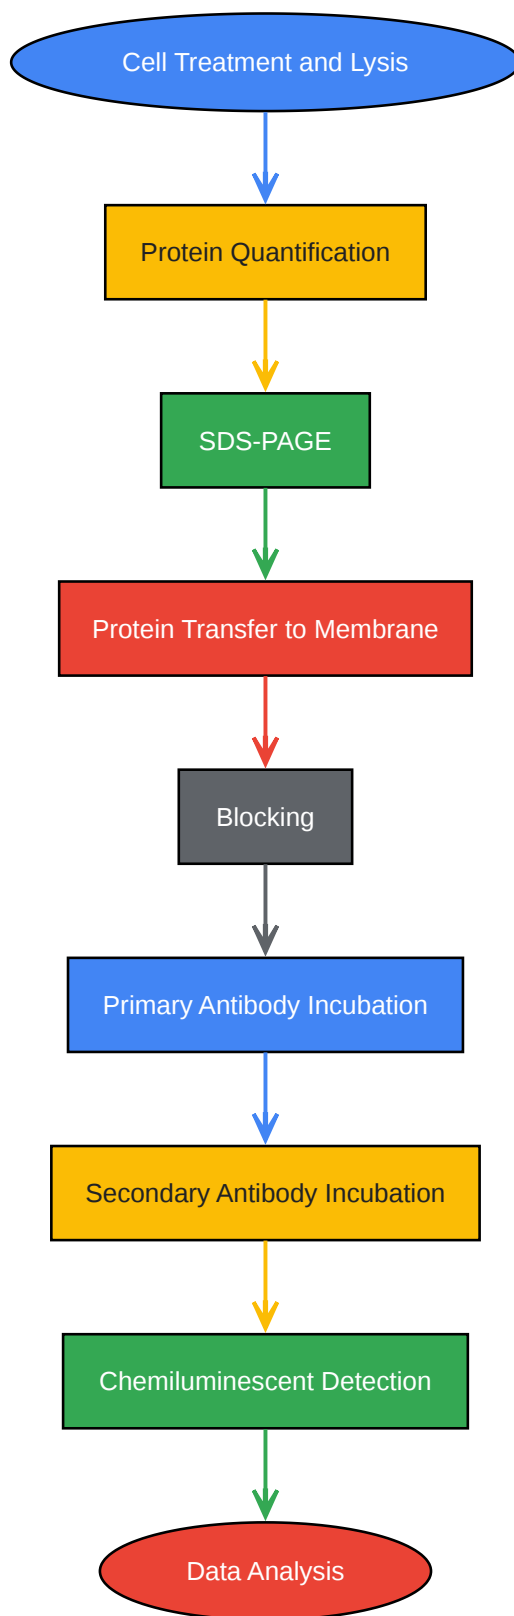 Cell Treatment and Lysis
Protein Quantification
SDS-PAGE
Protein Transfer to Membrane
Blocking
Primary Antibody Incubation
Secondary Antibody Incubation
Chemiluminescent Detection
Data Analysis